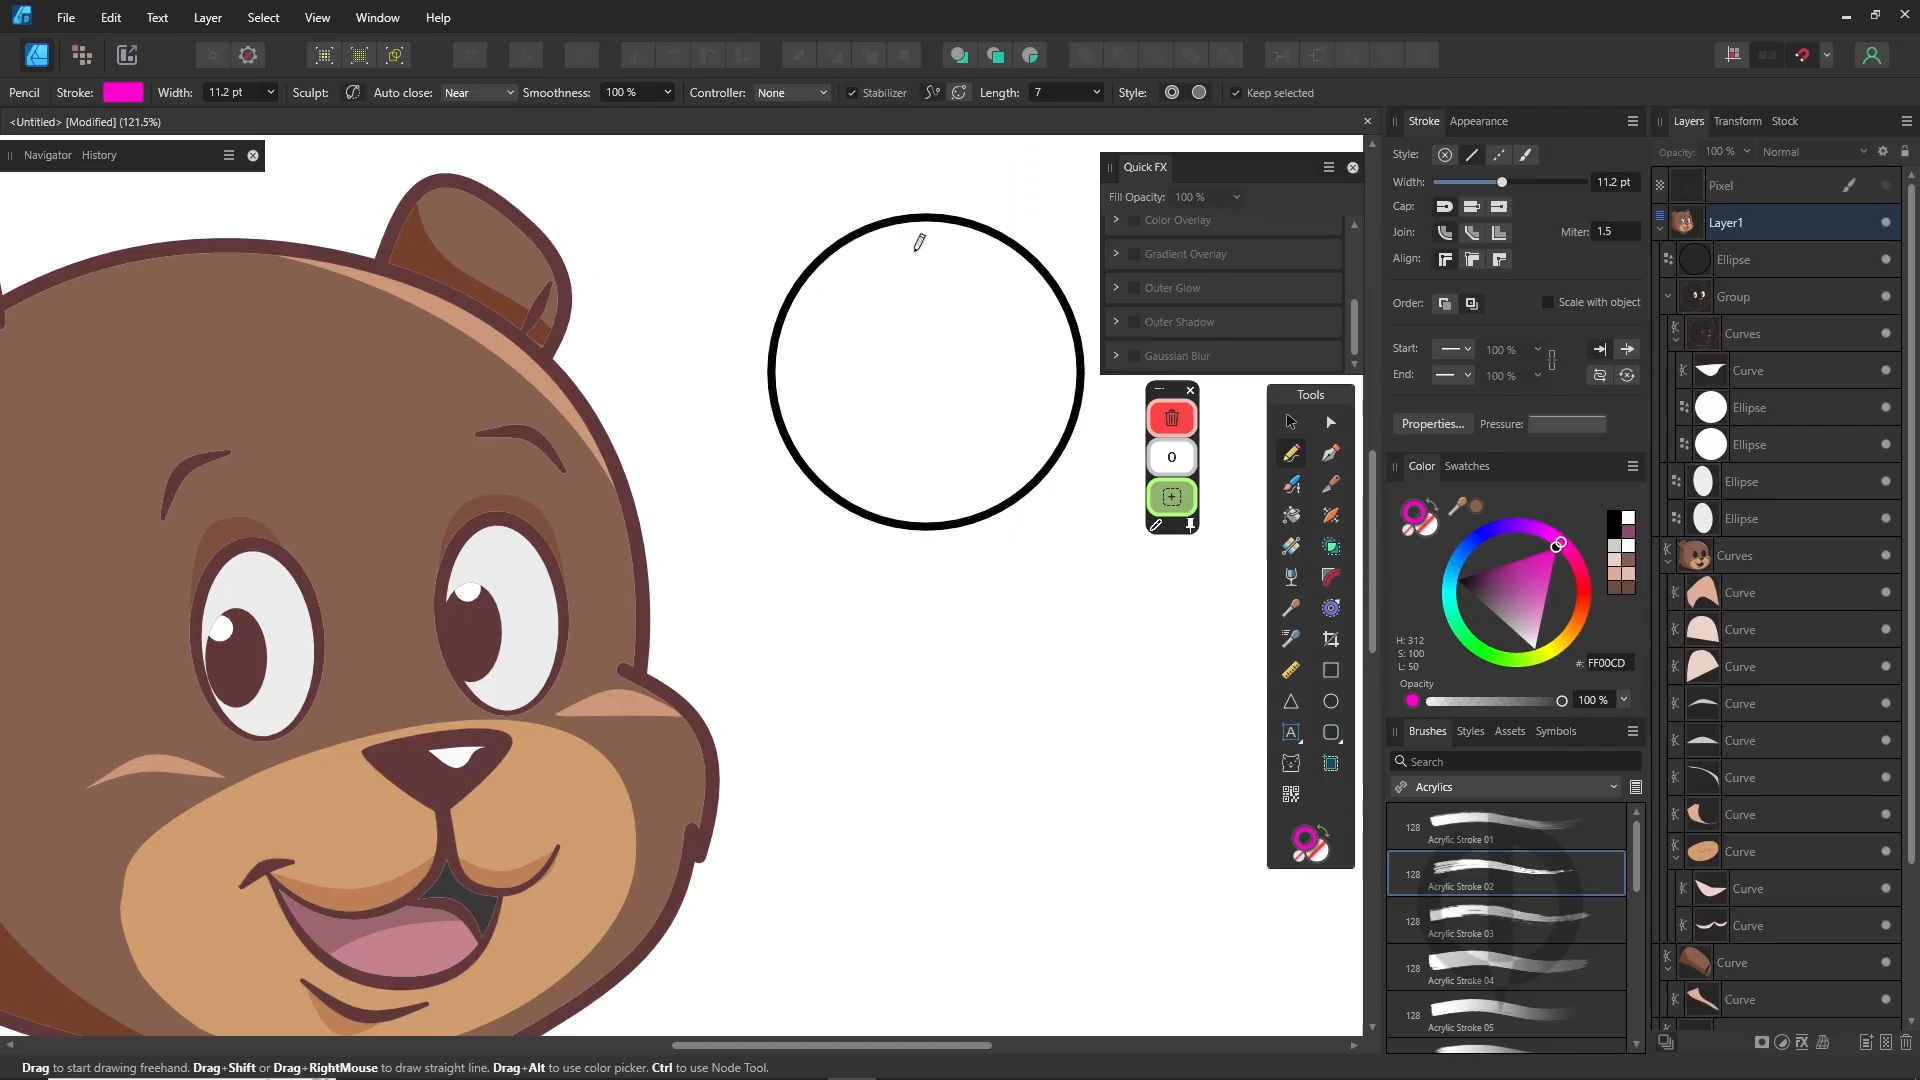 File Edit Text Layer Select View Window Help
Pencil Stroke: Width: 11.2 pt Sculpt: Auto close: Near Smoothness: 100 % Controller: None Stabilizer Length: 7 Style: Keep selected
<Untitled> [Modified] (121.5%)
Navigator History
Quick FX
Fill Opacity: 100 %
Color Overlay
Gradient Overlay
Outer Glow
Outer Shadow
Gaussian Blur
0
Tools
A
Stroke Appearance
Style:
Width: 11.2 pt
Cap:
Join: Miter: 1.5
Align:
Order: Scale with object
Start: 100 %
End: 100 %
Properties... Pressure:
Color Swatches
H: 312
S: 100
L: 50
#: FF00CD
Opacity
100 %
Brushes Styles Assets Symbols
Search
Acrylics
128 Acrylic Stroke 01
128 Acrylic Stroke 02
128 Acrylic Stroke 03
128 Acrylic Stroke 04
128 Acrylic Stroke 05
Layers Transform Stock
Opacity: 100 % Normal
Pixel
Layer1
Ellipse
Group
Curves
Curve
Ellipse
Ellipse
Ellipse
Ellipse
Curves
Curve
Curve
Curve
Curve
Curve
Curve
Curve
Curve
Curve
Curve
Curve
Curve
Drag to start drawing freehand. Drag+Shift or Drag+RightMouse to draw straight line. Drag+Alt to use color picker. Ctrl to use Node Tool.